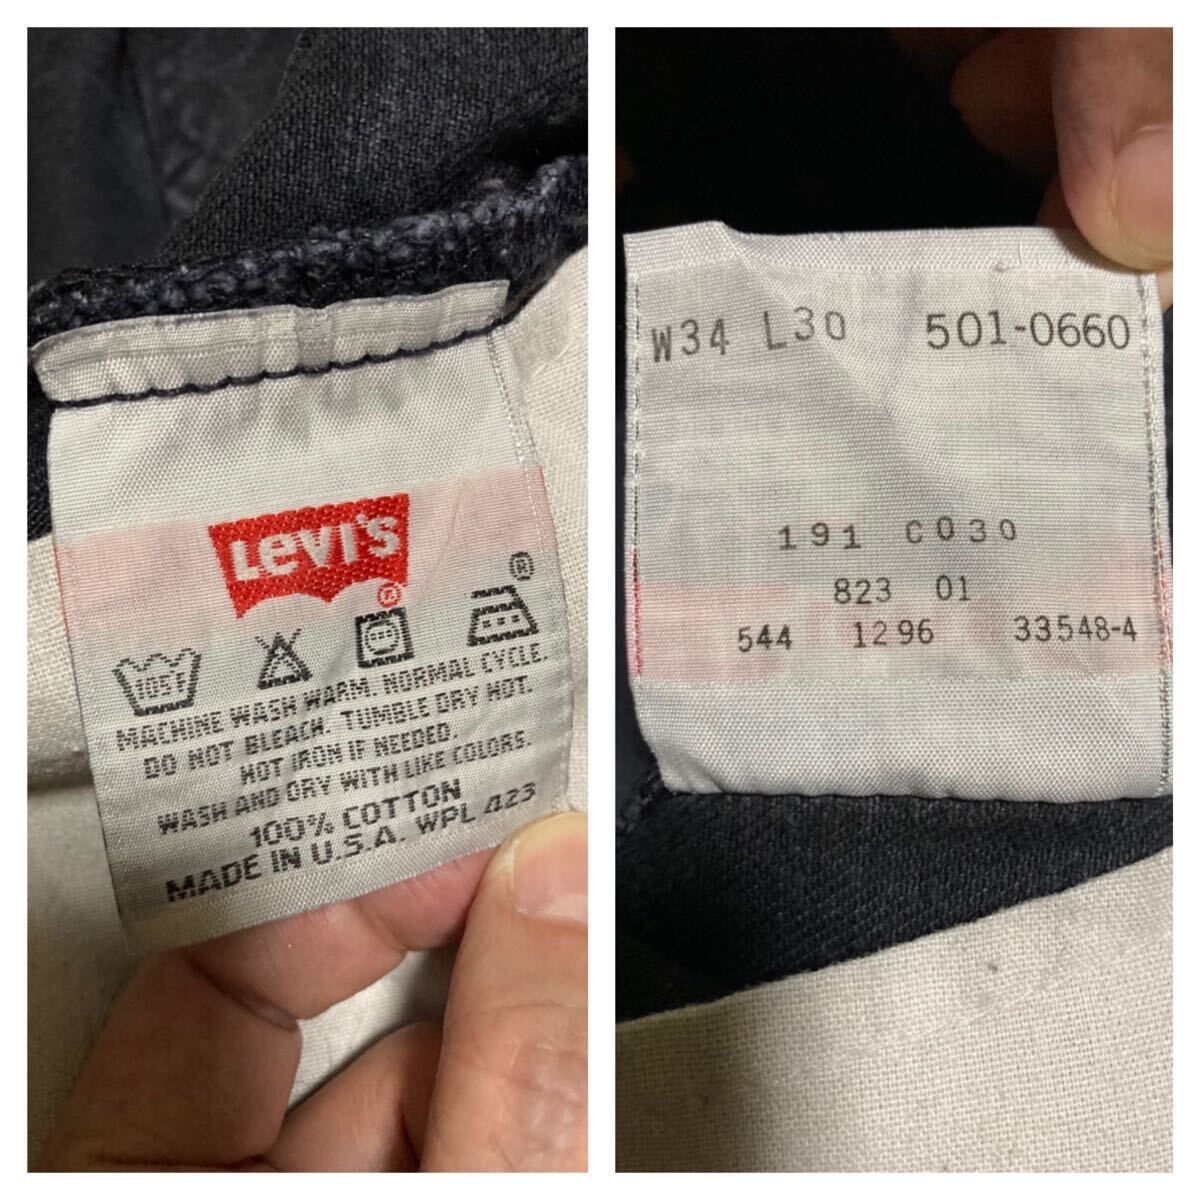 LEVI'S
®
®
105F
MACHINE WASH WARM. NORMAL CYCLE.
DO NOT BLEACH. TUMBLE DRY HOT.
HOT IRON IF NEEDED.
WASH AND DRY WITH LIKE COLORS.
100% COTTON
MADE IN U.S.A. WPL 423
W34 L30 501-0660
191 C030
823 01
544 1296 33548-4